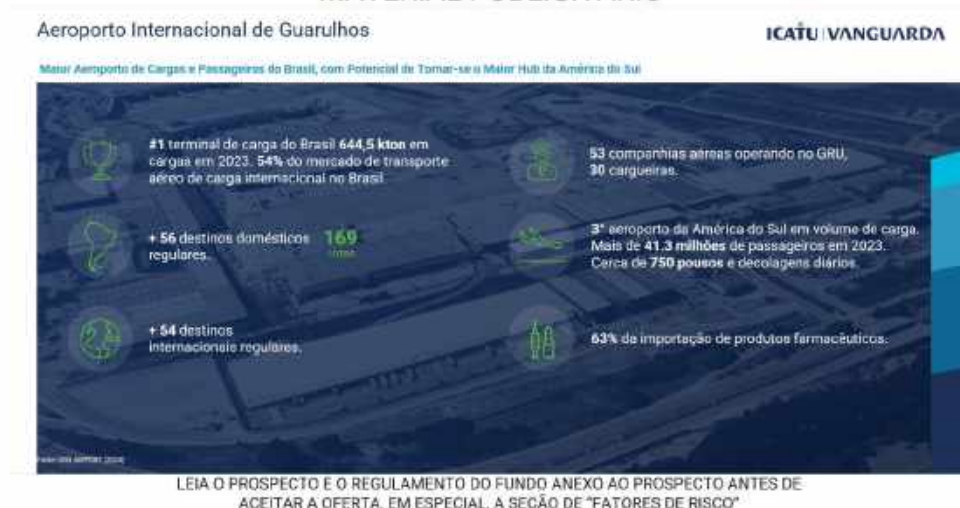 MATERIAL PUBLICITÁRIO
Aeroporto Internacional de Guarulhos
ICATU VANGUARDA
Maior Aeroporto de Cargas e Passageiros do Brasil, com Potencial de Tornar-se o Maior Hub da América do Sul
#1 terminal de carga do Brasil 644,5 kton em
cargas em 2023. 54% do mercado de transporte
aéreo de carga internacional no Brasil
+ 56 destinos domésticos
regulares.
169
+ 54 destinos
internacionais regulares.
53 companhias aéreas operando no GRU,
30 cargueiras.
3° aeroporto da América do Sul em volume de carga.
Mais de 41.3 milhões de passageiros em 2023.
Cerca de 750 pousos e decolagens diários.
63% da importação de produtos farmacêuticos.
LEIA O PROSPECTO E O REGULAMENTO DO FUNDO ANEXO AO PROSPECTO ANTES DE
ACEITAR A OFERTA, EM ESPECIAL, A SEÇÃO DE "FATORES DE RISCO"